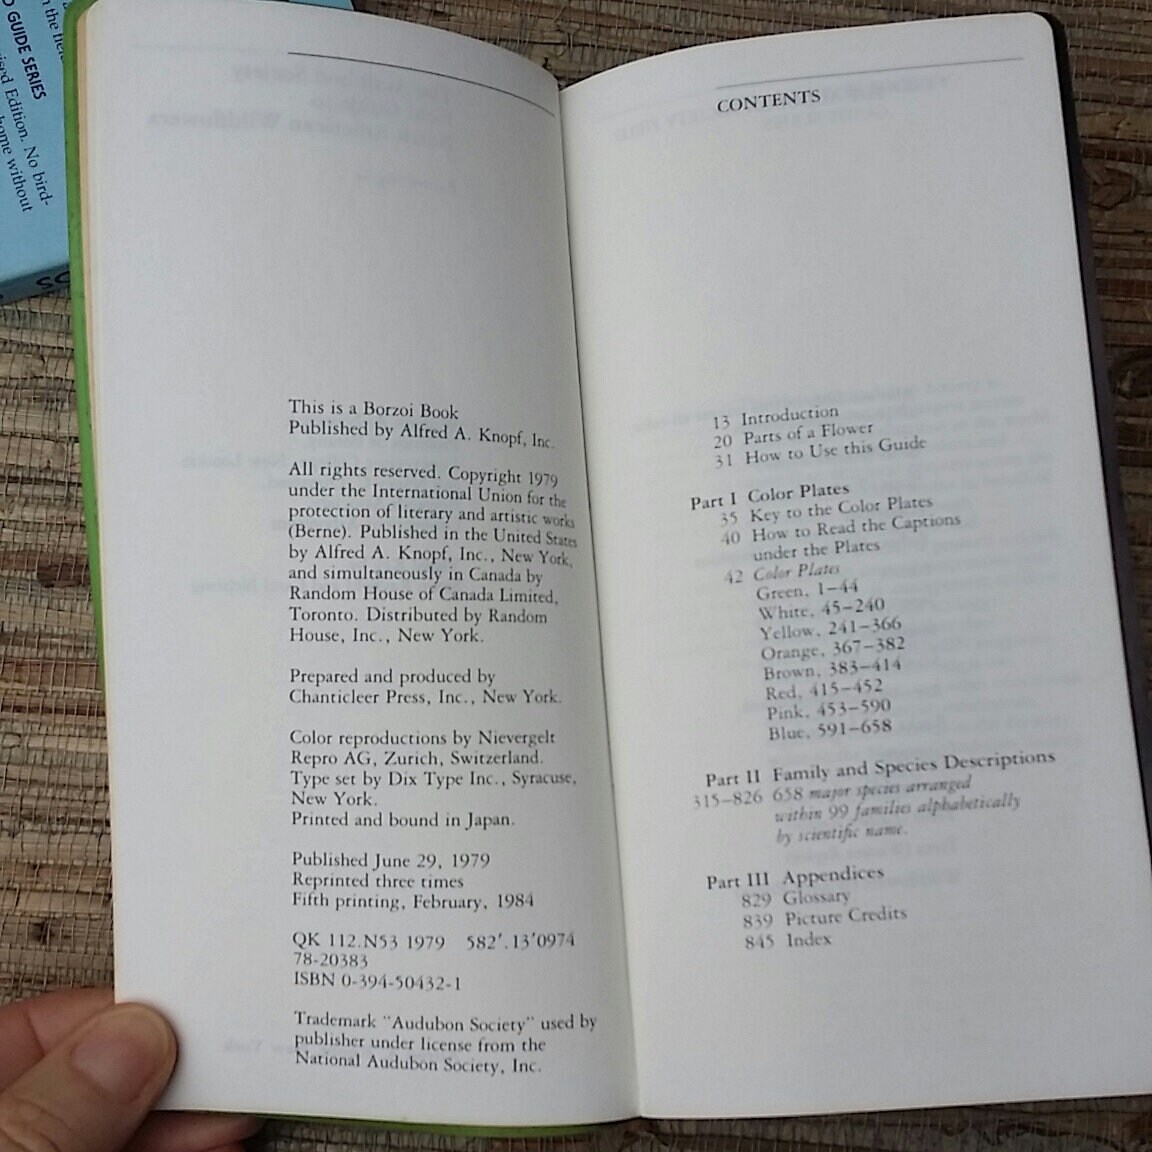 GUIDE SERIES
ised Edition. No bird-
home without
This is a Borzoi Book
Published by Alfred A. Knopf, Inc.
All rights reserved. Copyright 1979
under the International Union for the
protection of literary and artistic works
(Berne). Published in the United States
by Alfred A. Knopf, Inc., New York,
and simultaneously in Canada by
Random House of Canada Limited,
Toronto. Distributed by Random
House, Inc., New York.
Prepared and produced by
Chanticleer Press, Inc., New York.
Color reproductions by Nievergelt
Repro AG, Zurich, Switzerland.
Type set by Dix Type Inc., Syracuse,
New York.
Printed and bound in Japan.
Published June 29, 1979
Reprinted three times
Fifth printing, February, 1984
QK 112.N53 1979 582'.13'0974
78-20383
ISBN 0-394-50432-1
Trademark "Audubon Society" used by
publisher under license from the
National Audubon Society, Inc.
CONTENTS
13 Introduction
20 Parts of a Flower
31 How to Use this Guide
Part I Color Plates
35 Key to the Color Plates
40 How to Read the Captions
under the Plates
42 Color Plates
Green, 1–44
White, 45–240
Yellow, 241–366
Orange, 367–382
Brown, 383–414
Red, 415–452
Pink, 453–590
Blue, 591–658
Part II Family and Species Descriptions
315–826 658 major species arranged
within 99 families alphabetically
by scientific name.
Part III Appendices
829 Glossary
839 Picture Credits
845 Index